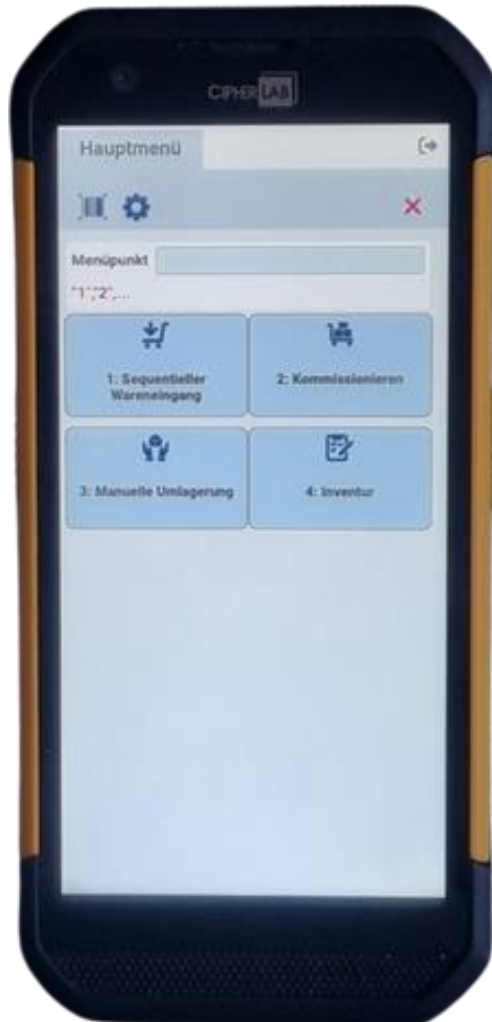 CIPHERLAB
Hauptmenü
Menüpunkt
"1","2",...
1: Sequentieller
Wareneingang
2: Kommissionieren
3: Manuelle Umlagerung
4: Inventur